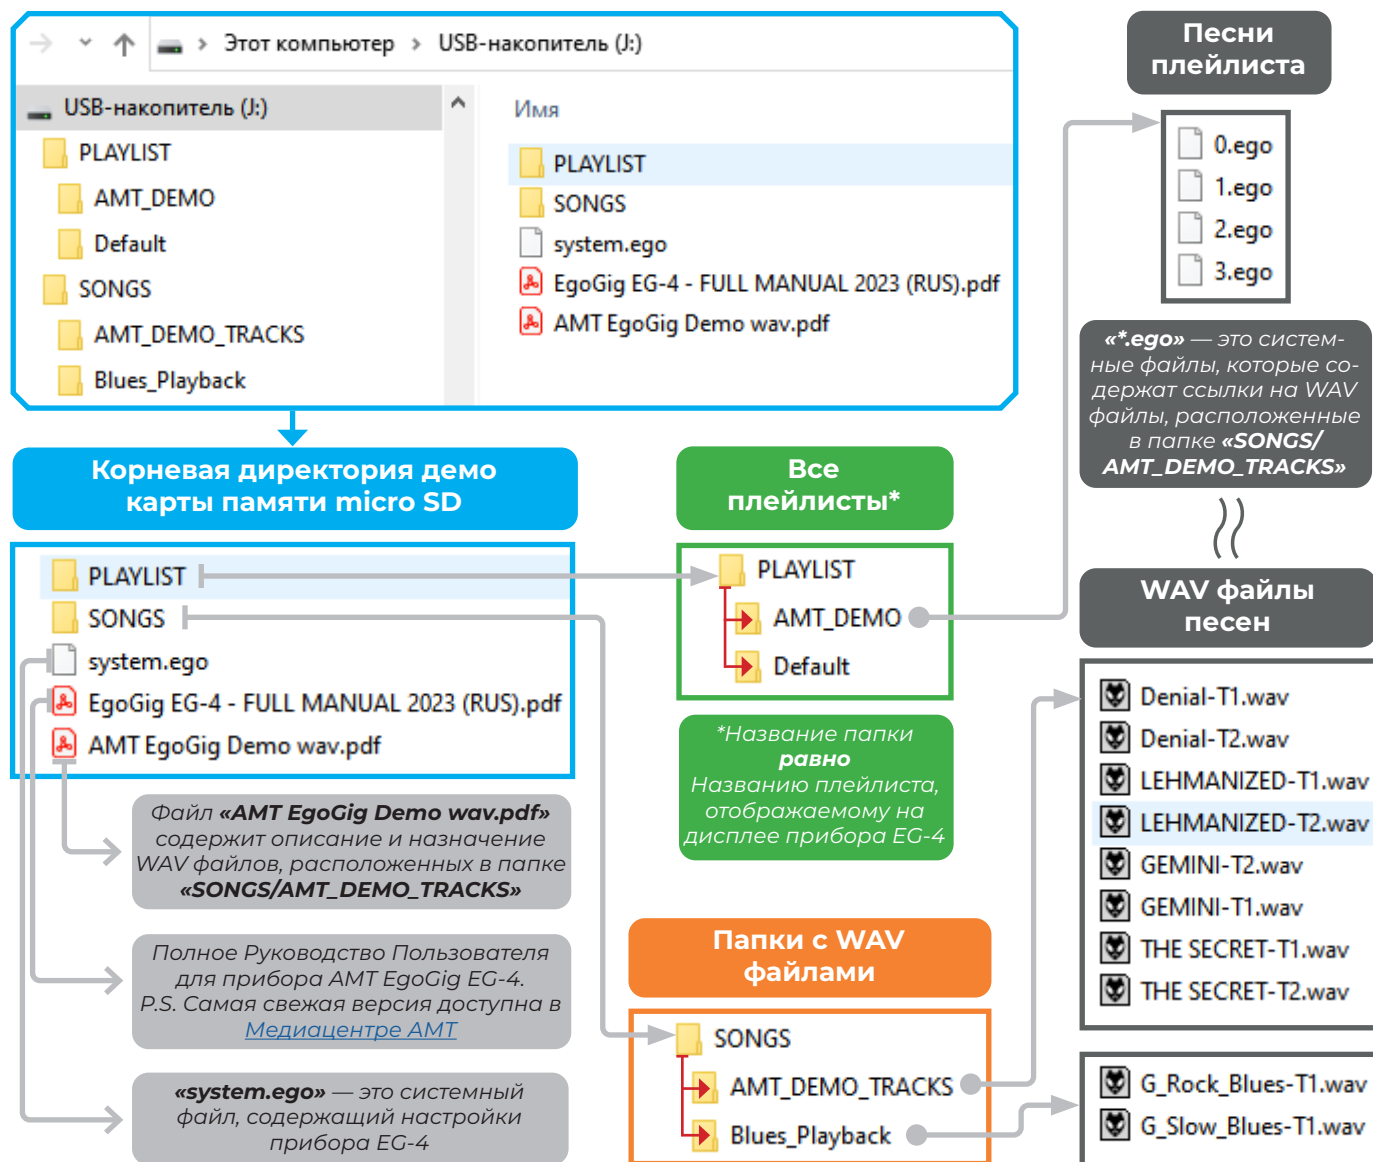 Этот компьютер > USB-накопитель (J:)
USB-накопитель (J:)
PLAYLIST
AMT_DEMO
Default
SONGS
AMT_DEMO_TRACKS
Blues_Playback
Имя
PLAYLIST
SONGS
system.ego
EgoGig EG-4 - FULL MANUAL 2023 (RUS).pdf
AMT EgoGig Demo wav.pdf
Песни
плейлиста
0.ego
1.ego
2.ego
3.ego
«*.ego» — это систем-
ные файлы, которые со-
держат ссылки на WAV
файлы, расположенные
в папке «SONGS/
AMT_DEMO_TRACKS»
Корневая директория демо
карты памяти micro SD
PLAYLIST
SONGS
system.ego
EgoGig EG-4 - FULL MANUAL 2023 (RUS).pdf
AMT EgoGig Demo wav.pdf
Все
плейлисты*
PLAYLIST
AMT_DEMO
Default
*Название папки
равно
Названию плейлиста,
отображаемому на
дисплее прибора EG-4
WAV файлы
песен
Denial-T1.wav
Denial-T2.wav
LEHMANIZED-T1.wav
LEHMANIZED-T2.wav
GEMINI-T2.wav
GEMINI-T1.wav
THE SECRET-T1.wav
THE SECRET-T2.wav
Файл «AMT EgoGig Demo wav.pdf»
содержит описание и назначение
WAV файлов, расположенных в папке
«SONGS/AMT_DEMO_TRACKS»
Полное Руководство Пользователя
для прибора AMT EgoGig EG-4.
P.S. Самая свежая версия доступна в
Медиацентре АМТ
«system.ego» — это системный
файл, содержащий настройки
прибора EG-4
Папки с WAV
файлами
SONGS
AMT_DEMO_TRACKS
Blues_Playback
G_Rock_Blues-T1.wav
G_Slow_Blues-T1.wav